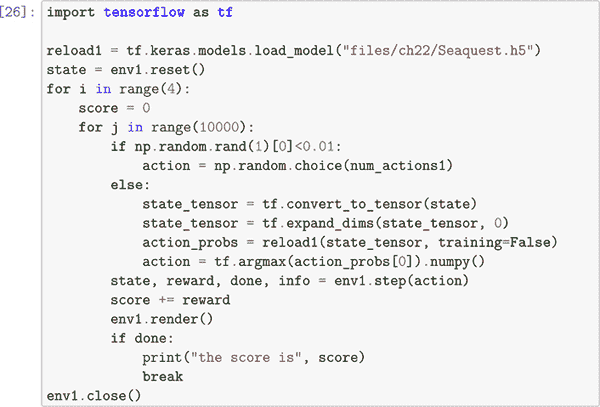 [26]: import tensorflow as tf

reload1 = tf.keras.models.load_model("files/ch22/Seaquest.h5")
state = env1.reset()
for i in range(4):
    score = 0
    for j in range(10000):
        if np.random.rand(1)[0]<0.01:
            action = np.random.choice(num_actions1)
        else:
            state_tensor = tf.convert_to_tensor(state)
            state_tensor = tf.expand_dims(state_tensor, 0)
            action_probs = reload1(state_tensor, training=False)
            action = tf.argmax(action_probs[0]).numpy()
        state, reward, done, info = env1.step(action)
        score += reward
        env1.render()
        if done:
            print("the score is", score)
            break
env1.close()